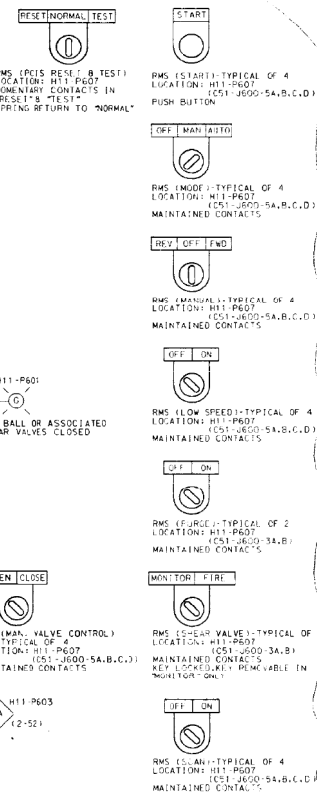 RESET NORMAL TEST
MS (PCIS RESET & TEST)
OCATION: H11-P607
OMENTARY CONTACTS IN
RESET" & "TEST"
PRING RETURN TO "NORMAL"
START
RMS (START)-TYPICAL OF 4
LOCATION: H11-P607
(C51-J600-5A,B,C,D)
PUSH BUTTON
OFF MAN AUTO
RMS (MODE)-TYPICAL OF 4
LOCATION: H11-P607
(C51-J600-5A,B,C,D)
MAINTAINED CONTACTS
REV OFF FWD
RMS (MANUAL)-TYPICAL OF 4
LOCATION: H11-P607
(C51-J600-5A,B,C,D)
MAINTAINED CONTACTS
OFF ON
RMS (LOW SPEED)-TYPICAL OF 4
LOCATION: H11-P607
(C51-J600-5A,B,C,D)
MAINTAINED CONTACTS
H11-P601
G
BALL OR ASSOCIATED
AR VALVES CLOSED
OFF ON
RMS (PURGE)-TYPICAL OF 2
LOCATION: H11-P607
(C51-J600-3A,B)
MAINTAINED CONTACTS
EN CLOSE
(MAN. VALVE CONTROL)
TYPICAL OF 4
TION: H11-P607
(C51-J600-5A,B,C,D)
TAINED CONTACTS
MONITOR FIRE
RMS (SHEAR VALVE)-TYPICAL OF
LOCATION: H11-P607
(C51-J600-3A,B)
MAINTAINED CONTACTS
KEY LOCKED,KEY REMOVABLE IN
"MONITOR" ONLY
A
H11-P603
(2-52)
OFF ON
RMS (SCAN)-TYPICAL OF 4
LOCATION: H11-P607
(C51-J600-5A,B,C,D)
MAINTAINED CONTACTS